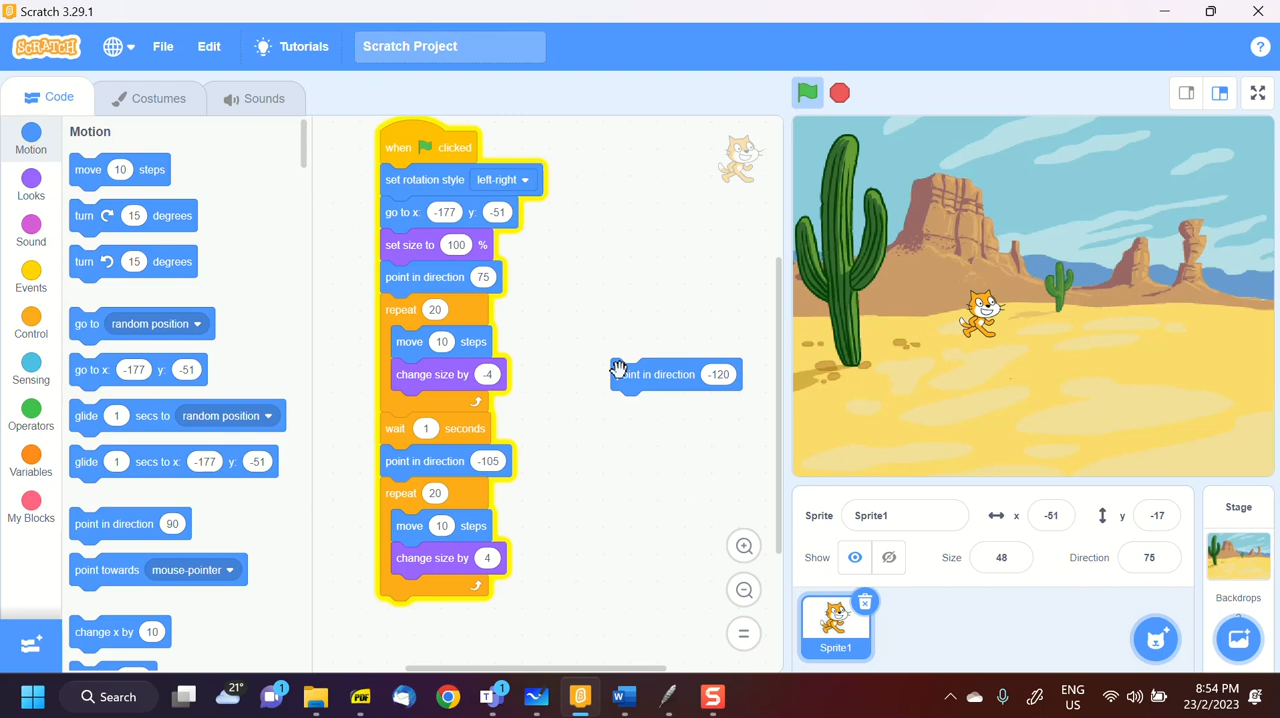 Scratch 3.29.1
SCRATCH
File
Edit
Tutorials
Scratch Project
?
Code
Costumes
Sounds
Motion
Looks
Sound
Events
Control
Sensing
Operators
Variables
My Blocks
Motion
move 10 steps
turn 15 degrees
turn 15 degrees
go to random position
go to x: -177 y: -51
glide 1 secs to random position
glide 1 secs to x: -177 y: -51
point in direction 90
point towards mouse-pointer
change x by 10
when clicked
set rotation style left-right
go to x: -177 y: -51
set size to 100 %
point in direction 75
repeat 20
move 10 steps
change size by -4
wait 1 seconds
point in direction -105
repeat 20
move 10 steps
change size by 4
in direction -120
Sprite Sprite1 x -51 y -17
Show Size 48 Direction 75
Sprite1
Stage
Backdrops
Search
21°
1
PDF
1
W
S
ENG
US
8:54 PM
23/2/2023